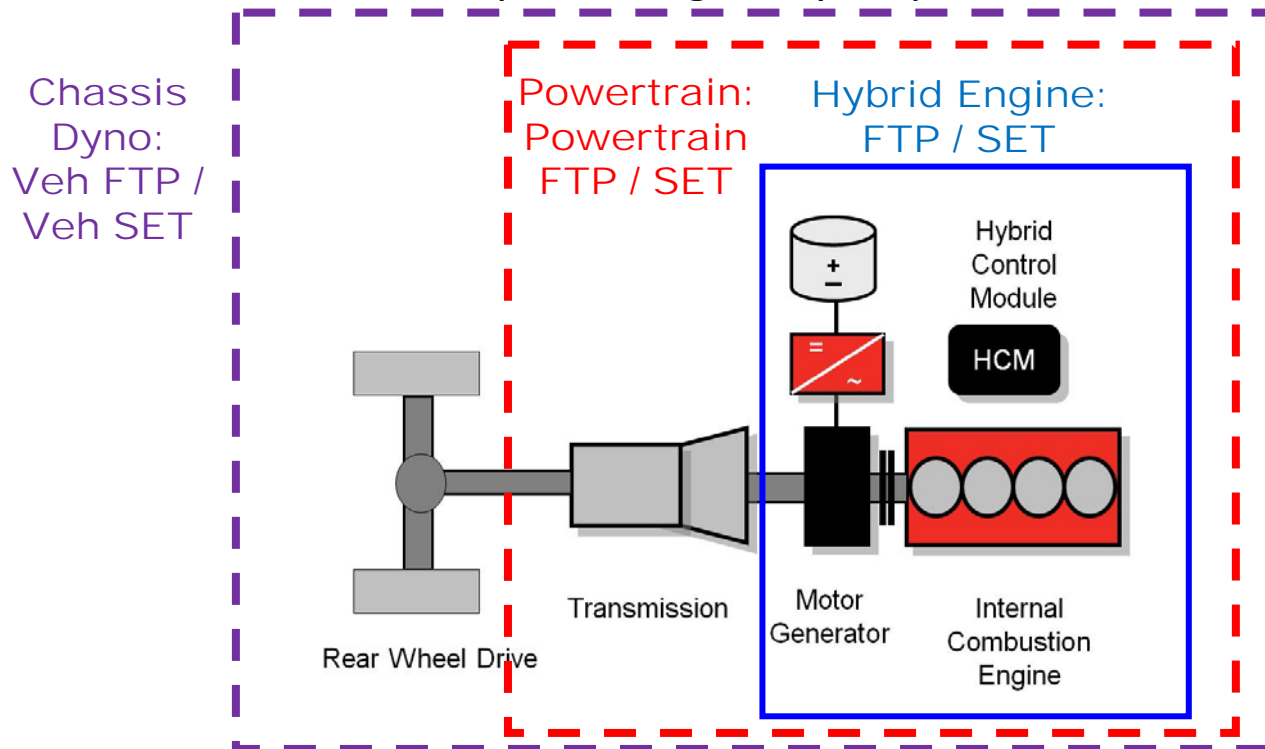 Chassis
Dyno:
Veh FTP /
Veh SET
Powertrain:
Powertrain
FTP / SET
Hybrid Engine:
FTP / SET
+
−
=
~
Hybrid
Control
Module
HCM
Transmission
Motor
Generator
Internal
Combustion
Engine
Rear Wheel Drive